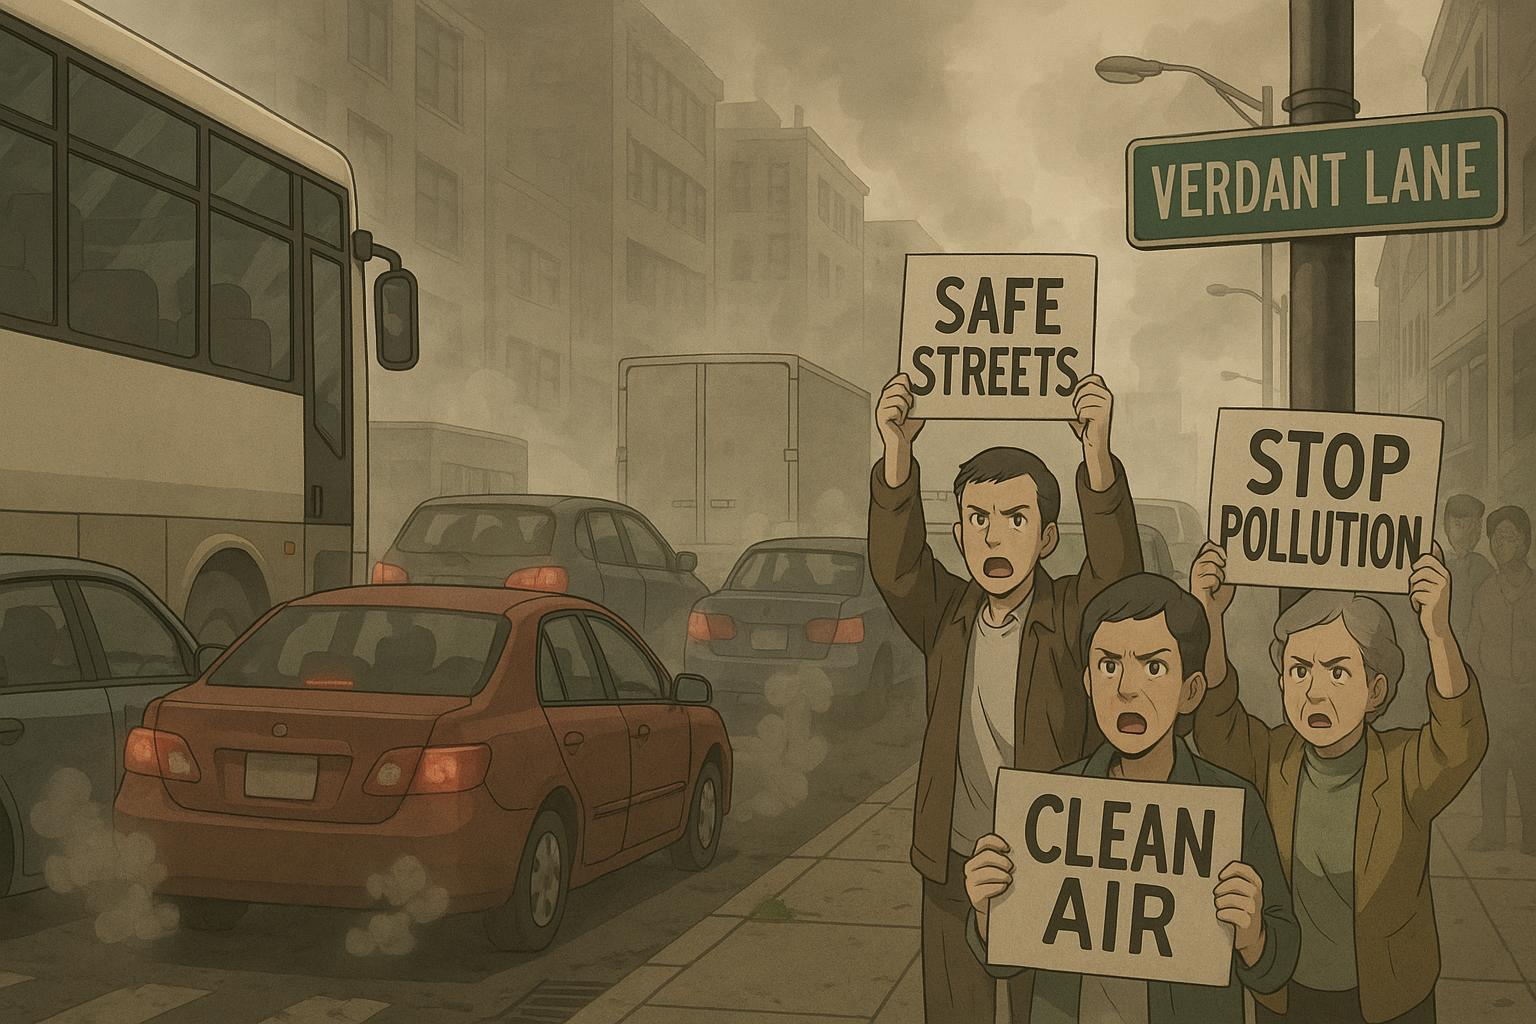 VERDANT LANE
SAFE
STREETS
STOP
POLLUTION
CLEAN
AIR